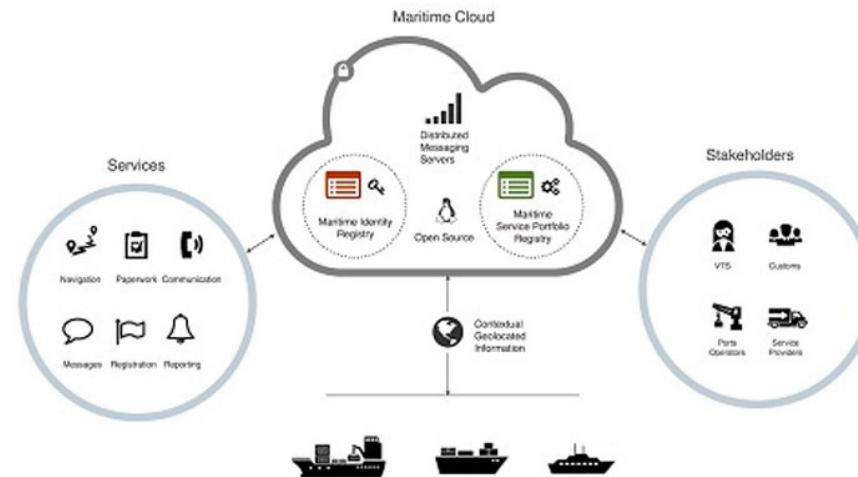 Maritime Cloud
Distributed
Messaging
Servers
Services
Stakeholders
Maritime Identity
Registry
Open Source
Maritime
Service Portfolio
Registry
Navigation
Paperwork
Communication
VTS
Customs
Contextual
Geolocated
Information
Messages
Registration
Reporting
Ports
Operators
Service
Providers